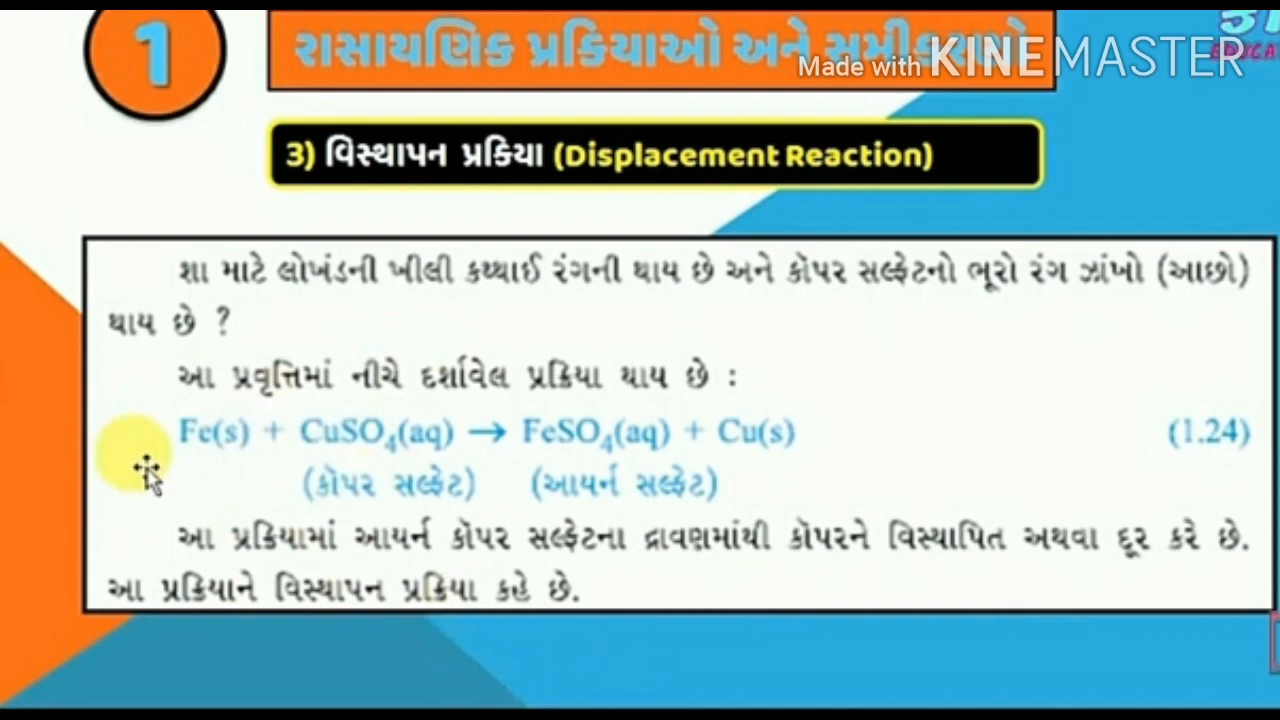 1
રાસાયણિક પ્રક્રિયાઓ અને
Made with KINEMASTER
3) વિસ્થાપન પ્રક્રિયા (Displacement Reaction)
શા માટે લોખંડની ખીલી કથ્થાઈ રંગની થાય છે અને કૉપર સલ્ફેટનો ભૂરો રંગ ઝાંખો (આછો)
થાય છે ?
આ પ્રવૃત્તિમાં નીચે દર્શાવેલ પ્રક્રિયા થાય છે :
Fe(s) + CuSO₄(aq) → FeSO₄(aq) + Cu(s) (1.24)
(કૉપર સલ્ફેટ) (આયર્ન સલ્ફેટ)
આ પ્રક્રિયામાં આયર્ન કૉપર સલ્ફેટના દ્રાવણમાંથી કૉપરને વિસ્થાપિત અથવા દૂર કરે છે.
આ પ્રક્રિયાને વિસ્થાપન પ્રક્રિયા કહે છે.